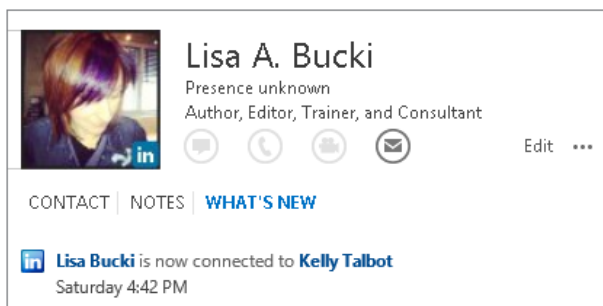 Lisa A. Bucki
Presence unknown
Author, Editor, Trainer, and Consultant
in
Edit •••
CONTACT NOTES WHAT'S NEW
in Lisa Bucki is now connected to Kelly Talbot
Saturday 4:42 PM